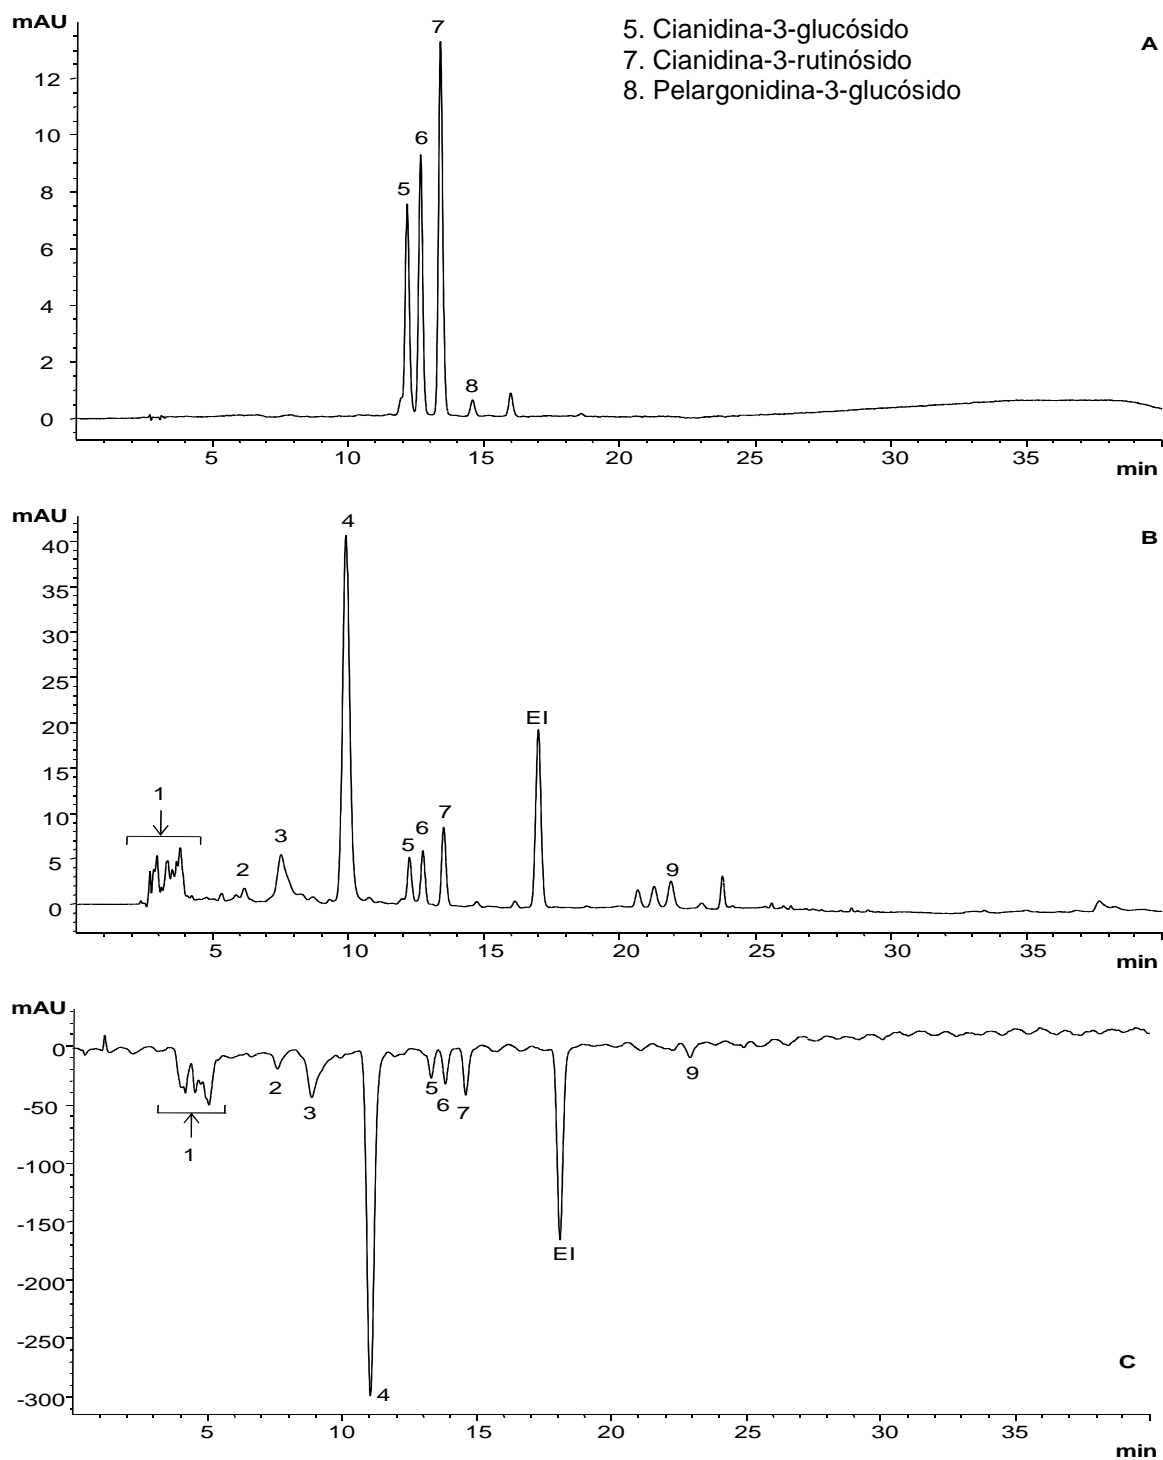 mAU
7
5. Cianidina-3-glucósido
7. Cianidina-3-rutinósido
8. Pelargonidina-3-glucósido
A
12
10
8
6
4
2
0
5
6
8
5 10 15 20 25 30 35
min
mAU
B
40
35
30
25
20
15
10
5
0
1
2
3
4
5
6
7
EI
9
5 10 15 20 25 30 35
min
mAU
C
0
-50
-100
-150
-200
-250
-300
1
2
3
4
5
6
7
EI
9
5 10 15 20 25 30 35
min